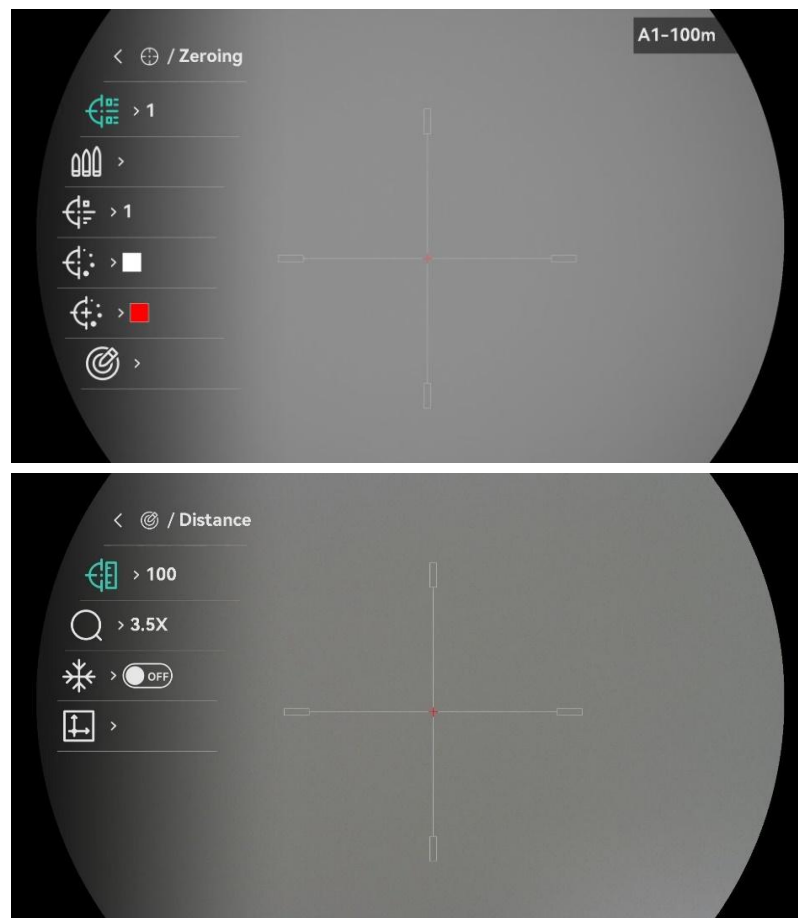 A1-100m
/ Zeroing
1
1
/ Distance
100
3.5X
OFF